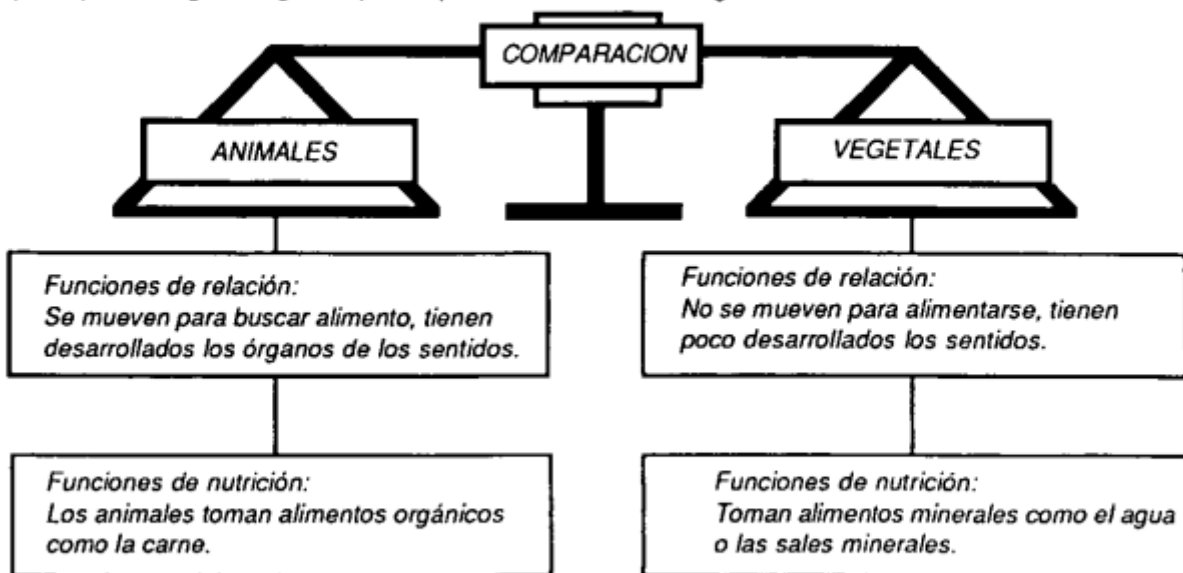 COMPARACION
ANIMALES
VEGETALES
Funciones de relación:
Se mueven para buscar alimento, tienen
desarrollados los órganos de los sentidos.
Funciones de relación:
No se mueven para alimentarse, tienen
poco desarrollados los sentidos.
Funciones de nutrición:
Los animales toman alimentos orgánicos
como la carne.
Funciones de nutrición:
Toman alimentos minerales como el agua
o las sales minerales.